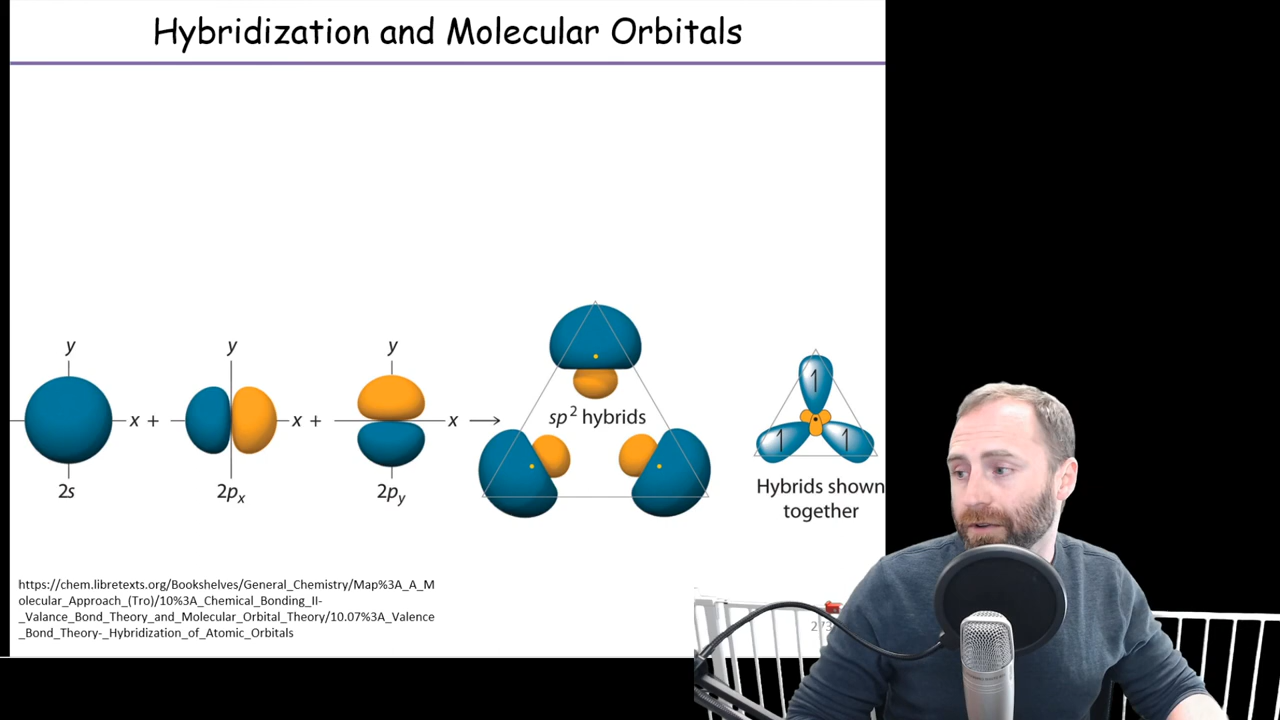 Hybridization and Molecular Orbitals
y
y
y
x +
x +
x
2s
2pₓ
2pᵧ
sp² hybrids
1
1
1
Hybrids shown
together
https://chem.libretexts.org/Bookshelves/General_Chemistry/Map%3A_A_M
olecular_Approach_(Tro)/10%3A_Chemical_Bonding_II-
_Valance_Bond_Theory_and_Molecular_Orbital_Theory/10.07%3A_Valence
_Bond_Theory-_Hybridization_of_Atomic_Orbitals